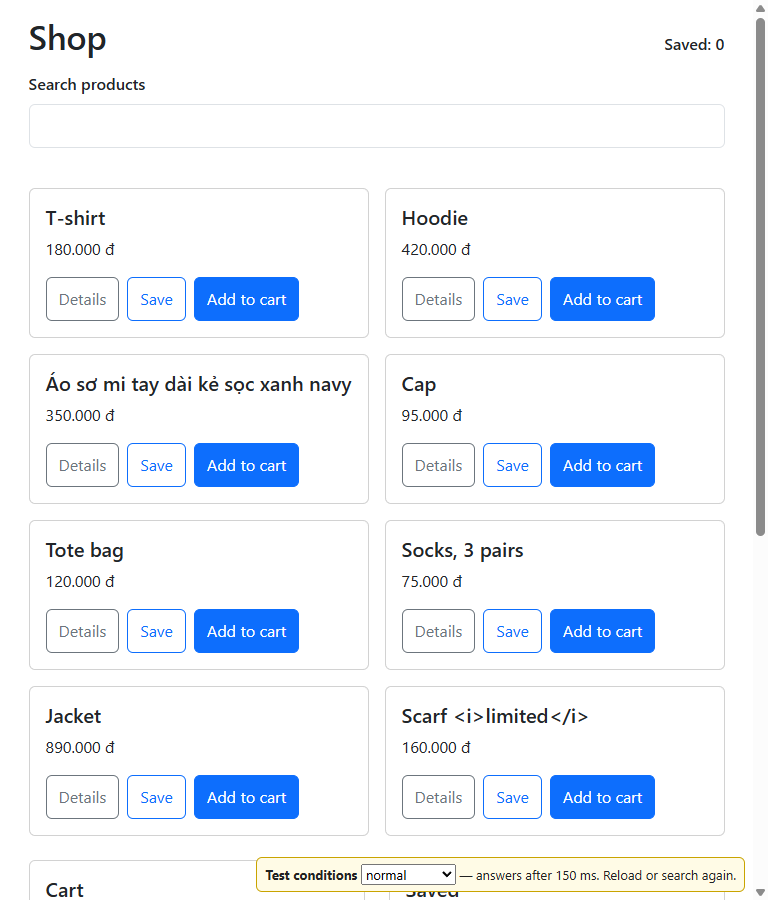 Shop
Saved: 0
Search products
T-shirt
180.000 đ
Details Save Add to cart
Hoodie
420.000 đ
Details Save Add to cart
Áo sơ mi tay dài kẻ sọc xanh navy
350.000 đ
Details Save Add to cart
Cap
95.000 đ
Details Save Add to cart
Tote bag
120.000 đ
Details Save Add to cart
Socks, 3 pairs
75.000 đ
Details Save Add to cart
Jacket
890.000 đ
Details Save Add to cart
Scarf <i>limited</i>
160.000 đ
Details Save Add to cart
Cart
Saved
Test conditions normal — answers after 150 ms. Reload or search again.